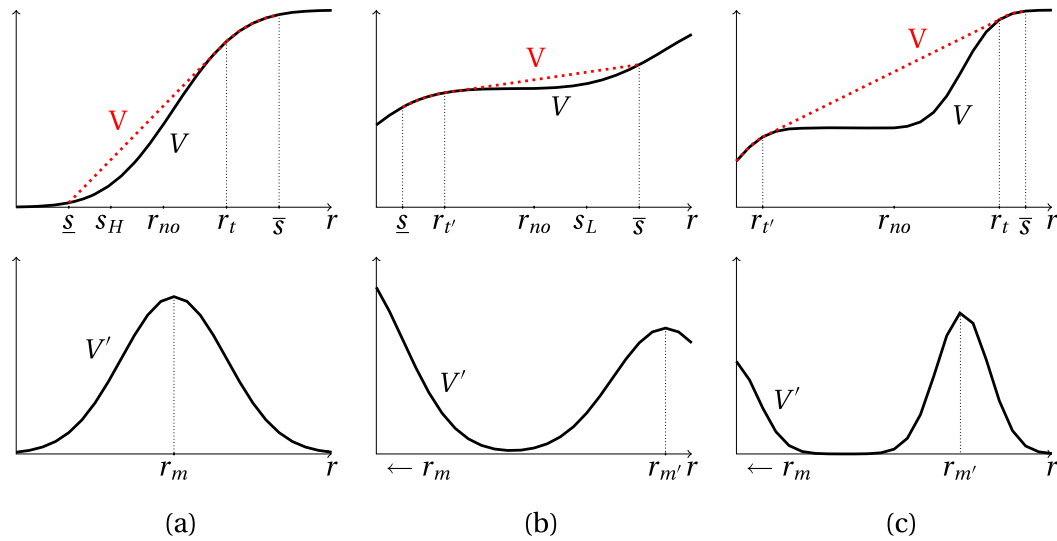 V
V
s s_H r_no r_t s̅ r
V
V
s r_t' r_no s_L s̅ r
V
V
r_t' r_no r_t s̅ r
V′
r_m r
V′
← r_m r_m' r
V′
← r_m r_m' r
(a)
(b)
(c)